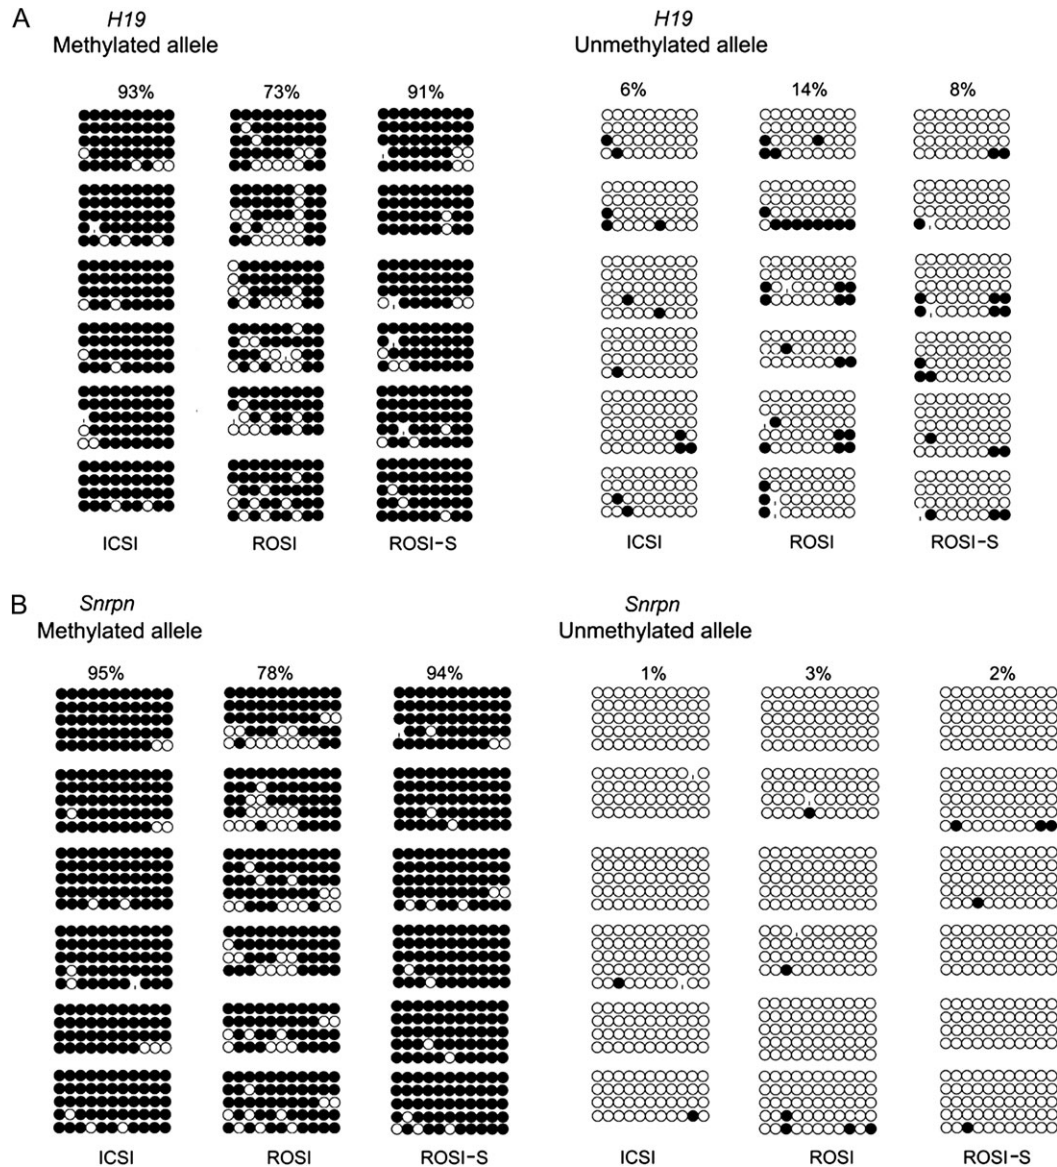 A
H19
Methylated allele
H19
Unmethylated allele
93% 73% 91%
6% 14% 8%
ICSI ROSI ROSI-S
ICSI ROSI ROSI-S
B
Snrpn
Methylated allele
Snrpn
Unmethylated allele
95% 78% 94%
1% 3% 2%
ICSI ROSI ROSI-S
ICSI ROSI ROSI-S